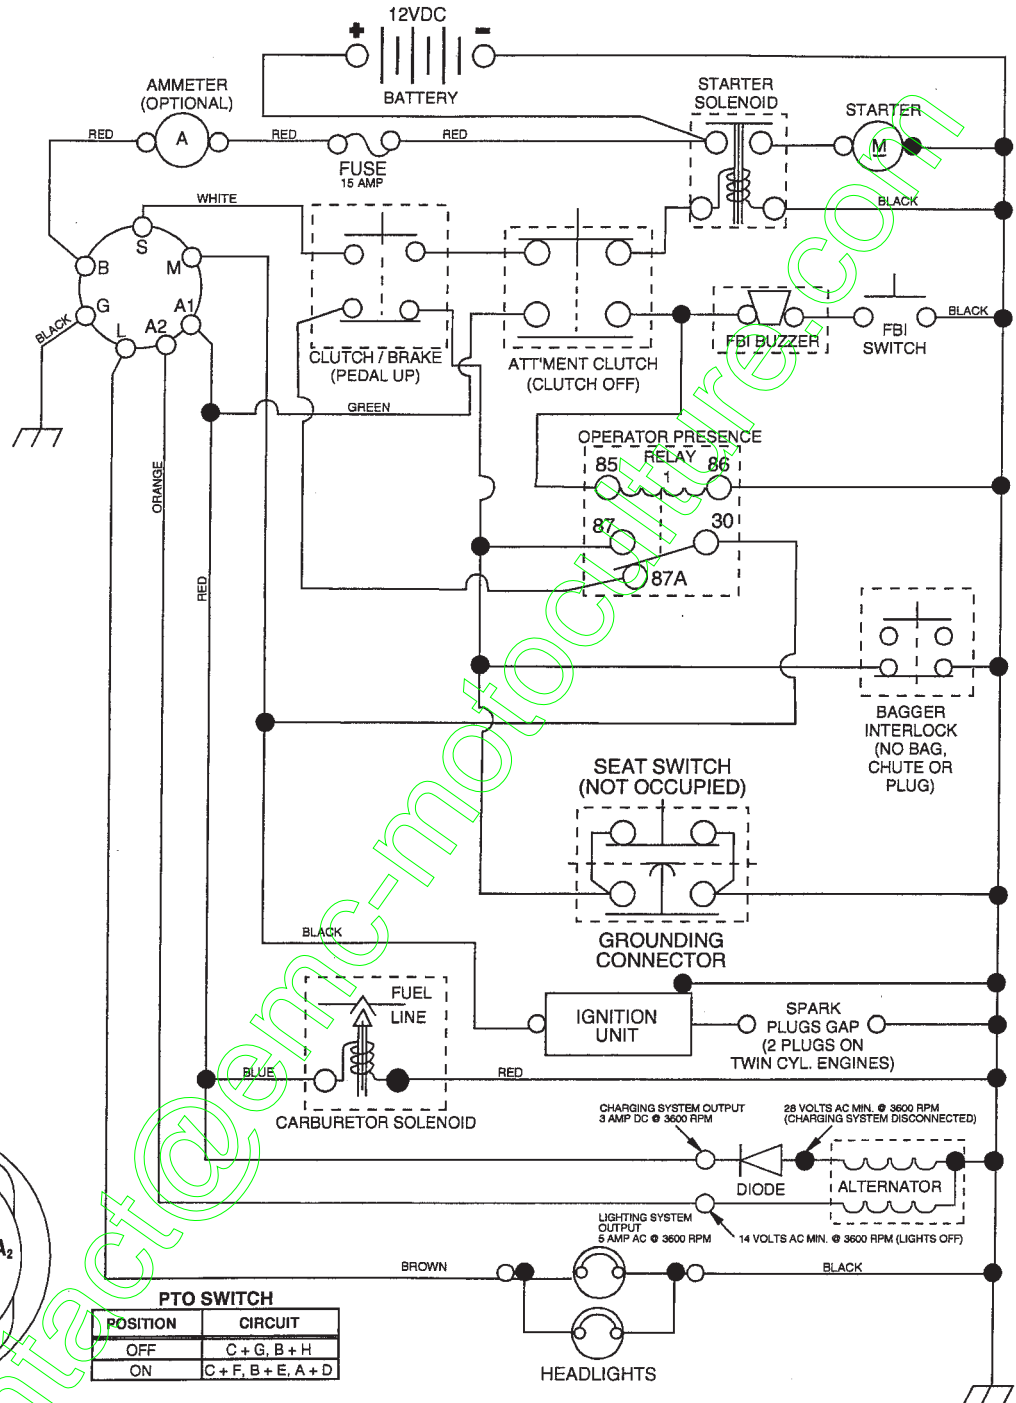 12VDC
+
−
BATTERY
AMMETER
(OPTIONAL)
RED
A
RED
RED
FUSE
15 AMP
STARTER
SOLENOID
STARTER
M
WHITE
BLACK
S
B
M
G
A1
L
A2
BLACK
CLUTCH / BRAKE
(PEDAL UP)
ATT'MENT CLUTCH
(CLUTCH OFF)
FBI BUZZER
FBI
SWITCH
BLACK
GREEN
ORANGE
RED
OPERATOR PRESENCE
RELAY
85
1
86
87
30
87A
BAGGER
INTERLOCK
(NO BAG,
CHUTE OR
PLUG)
SEAT SWITCH
(NOT OCCUPIED)
GROUNDING
CONNECTOR
BLACK
FUEL
LINE
IGNITION
UNIT
SPARK
PLUGS GAP
(2 PLUGS ON
TWIN CYL. ENGINES)
BLUE
RED
CARBURETOR SOLENOID
CHARGING SYSTEM OUTPUT
3 AMP DC @ 3600 RPM
28 VOLTS AC MIN. @ 3600 RPM
(CHARGING SYSTEM DISCONNECTED)
DIODE
ALTERNATOR
LIGHTING SYSTEM
OUTPUT
5 AMP AC @ 3600 RPM
14 VOLTS AC MIN. @ 3600 RPM (LIGHTS OFF)
BROWN
BLACK
HEADLIGHTS
A2
PTO SWITCH
POSITION CIRCUIT
OFF C + G, B + H
ON C + F, B + E, A + D
ntact@emc-motoculture.com